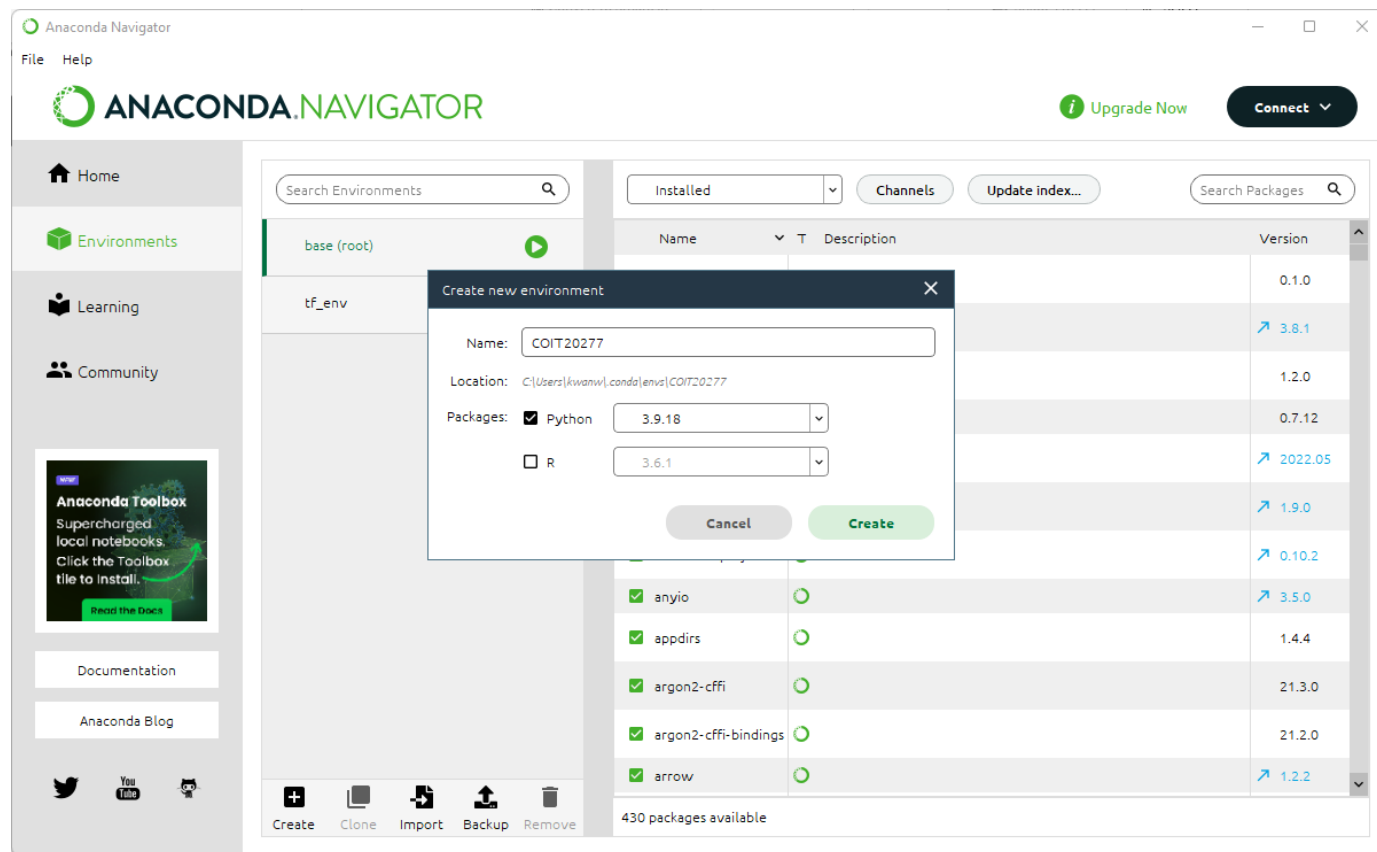 Anaconda Navigator
File Help
ANACONDA.NAVIGATOR
i Upgrade Now
Connect
Home
Environments
Learning
Community
Anaconda Toolbox
Supercharged
local notebooks.
Click the Toolbox
tile to Install.
Read the Docs
Documentation
Anaconda Blog
You
Tube
Search Environments
base (root)
tf_env
Create Clone Import Backup Remove
Installed
Channels
Update index...
Search Packages
Name T Description Version
0.1.0
3.8.1
1.2.0
0.7.12
2022.05
1.9.0
0.10.2
anyio 3.5.0
appdirs 1.4.4
argon2-cffi 21.3.0
argon2-cffi-bindings 21.2.0
arrow 1.2.2
430 packages available
Create new environment
Name: COIT20277
Location: C:\Users\kwanw\.conda\envs\COIT20277
Packages: Python 3.9.18
R 3.6.1
Cancel Create